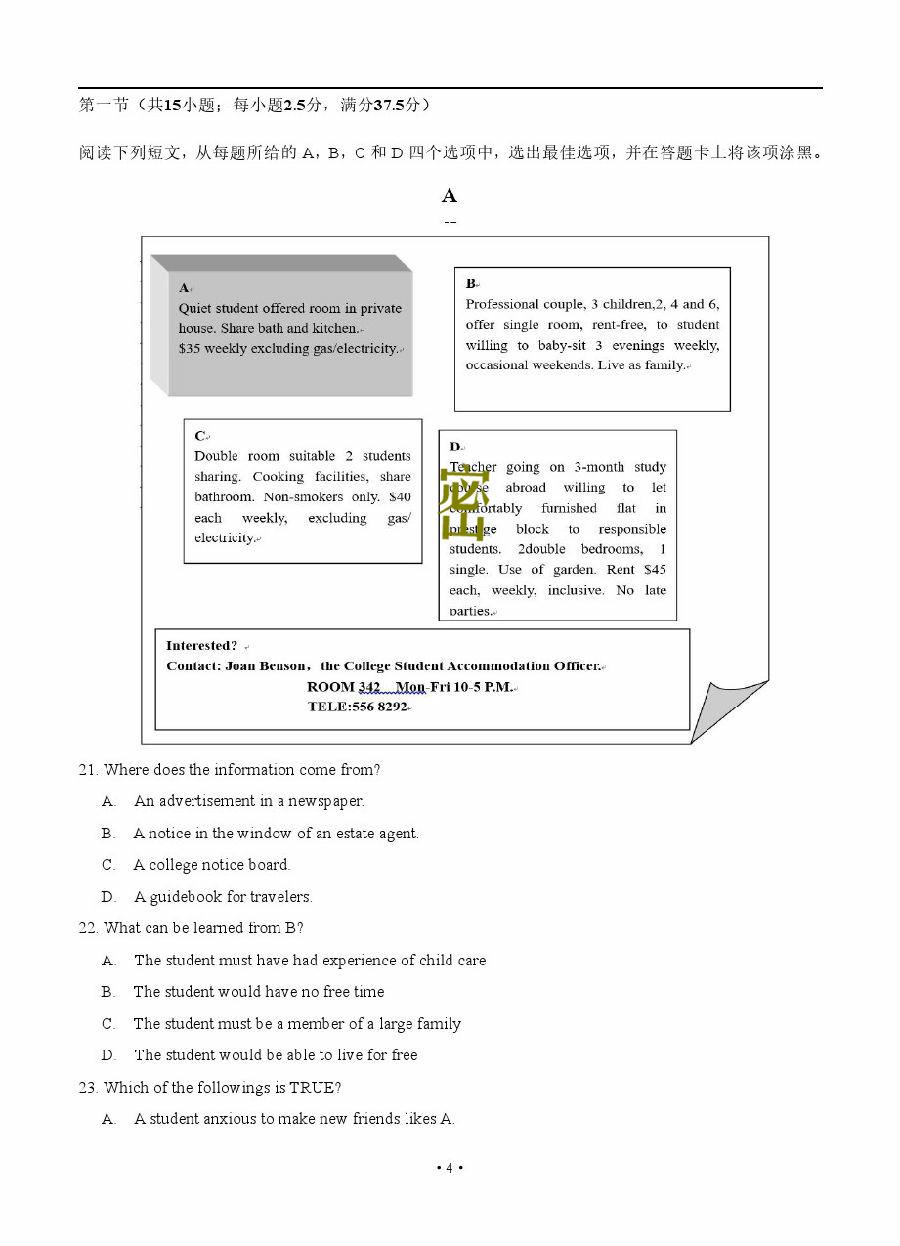 第一节（共15小题；每小题2.5分，满分37.5分）
阅读下列短文，从每题所给的 A，B，C 和 D 四个选项中，选出最佳选项，并在答题卡上将该项涂黑。
A
A
Quiet student offered room in private
house. Share bath and kitchen.
$35 weekly excluding gas/electricity.
B
Professional couple, 3 children,2, 4 and 6,
offer single room, rent-free, to student
willing to baby-sit 3 evenings weekly,
occasional weekends. Live as family.
C
Double room suitable 2 students
sharing. Cooking facilities, share
bathroom. Non-smokers only. $40
each weekly, excluding gas/
electricity.
D
Teacher going on 3-month study
course abroad willing to let
comfortably furnished flat in
prestige block to responsible
students. 2double bedrooms, 1
single. Use of garden. Rent $45
each, weekly, inclusive. No late
parties.
密
Interested?
Contact: Joan Benson，the College Student Accommodation Officer.
ROOM 342 Mon-Fri 10-5 P.M.
TELE:556 8292
21. Where does the information come from?
A. An advertisement in a newspaper.
B. A notice in the window of an estate agent.
C. A college notice board.
D. A guidebook for travelers.
22. What can be learned from B?
A. The student must have had experience of child care
B. The student would have no free time
C. The student must be a member of a large family
D. The student would be able to live for free
23. Which of the followings is TRUE?
A. A student anxious to make new friends likes A.
• 4 •